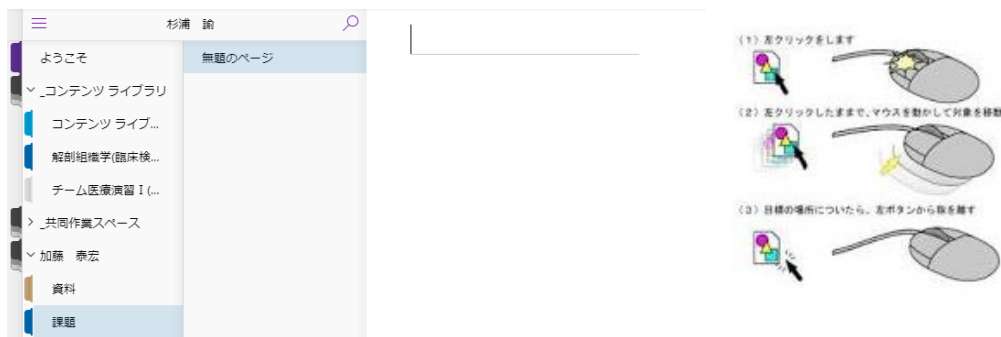 杉浦 諭
ようこそ
_コンテンツ ライブラリ
コンテンツ ライブ...
解剖組織学(臨床検...
チーム医療演習Ⅰ(...
_共同作業スペース
加藤 泰宏
資料
課題
無題のページ
(1) 左クリックをします
(2) 左クリックしたままで、マウスを動かして対象を移動
(3) 目標の場所についたら、左ボタンから指を離す